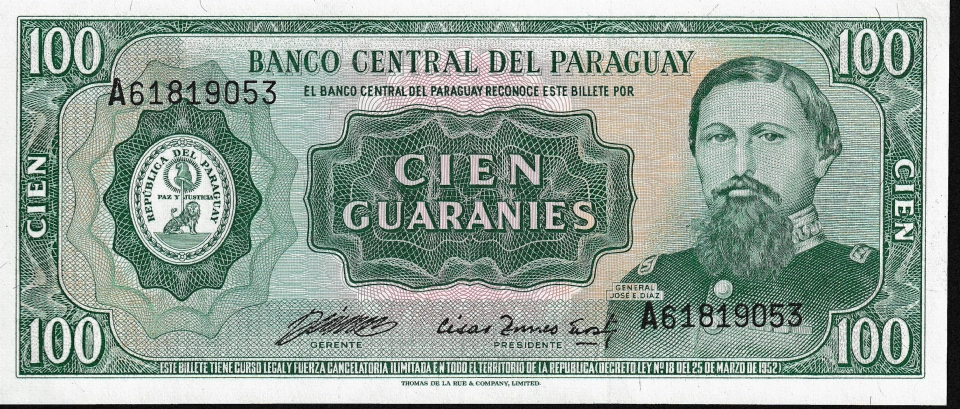 100
100
BANCO CENTRAL DEL PARAGUAY
A61819053
EL BANCO CENTRAL DEL PARAGUAY RECONOCE ESTE BILLETE POR
REPÚBLICA DEL PARAGUAY
PAZ Y JUSTICIA
CIEN
CIEN
GUARANIES
CIEN
GENERAL
JOSE E. DIAZ
A61819053
GERENTE
PRESIDENTE
100
100
ESTE BILLETE TIENE CURSO LEGAL Y FUERZA CANCELATORIA ILIMITADA EN TODO EL TERRITORIO DE LA REPUBLICA (DECRETO LEY Nº 18 DEL 25 DE MARZO DE 1952)
THOMAS DE LA RUE & COMPANY, LIMITED.